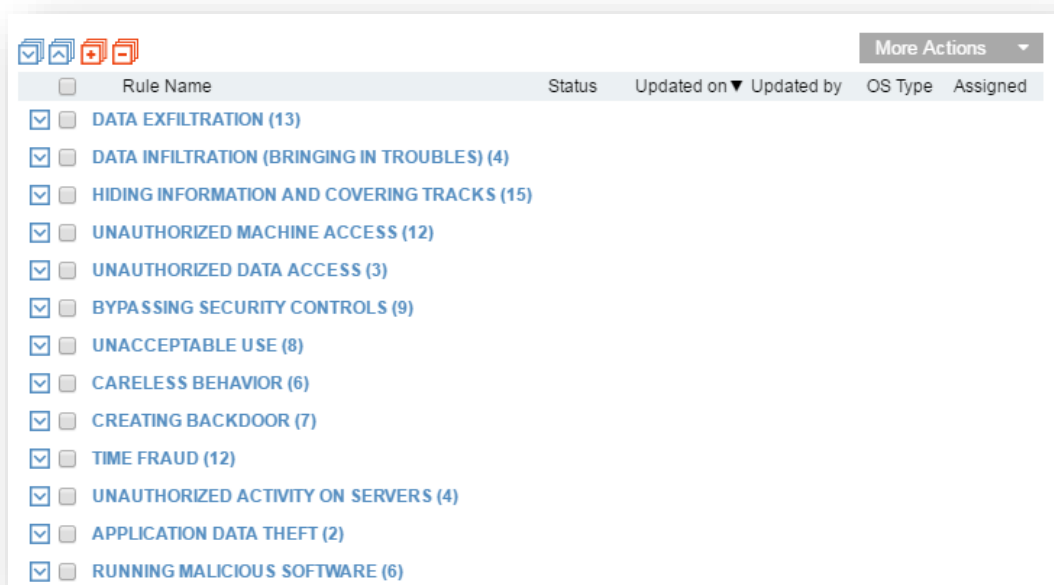 More Actions
Rule Name Status Updated on▼ Updated by OS Type Assigned
DATA EXFILTRATION (13)
DATA INFILTRATION (BRINGING IN TROUBLES) (4)
HIDING INFORMATION AND COVERING TRACKS (15)
UNAUTHORIZED MACHINE ACCESS (12)
UNAUTHORIZED DATA ACCESS (3)
BYPASSING SECURITY CONTROLS (9)
UNACCEPTABLE USE (8)
CARELESS BEHAVIOR (6)
CREATING BACKDOOR (7)
TIME FRAUD (12)
UNAUTHORIZED ACTIVITY ON SERVERS (4)
APPLICATION DATA THEFT (2)
RUNNING MALICIOUS SOFTWARE (6)